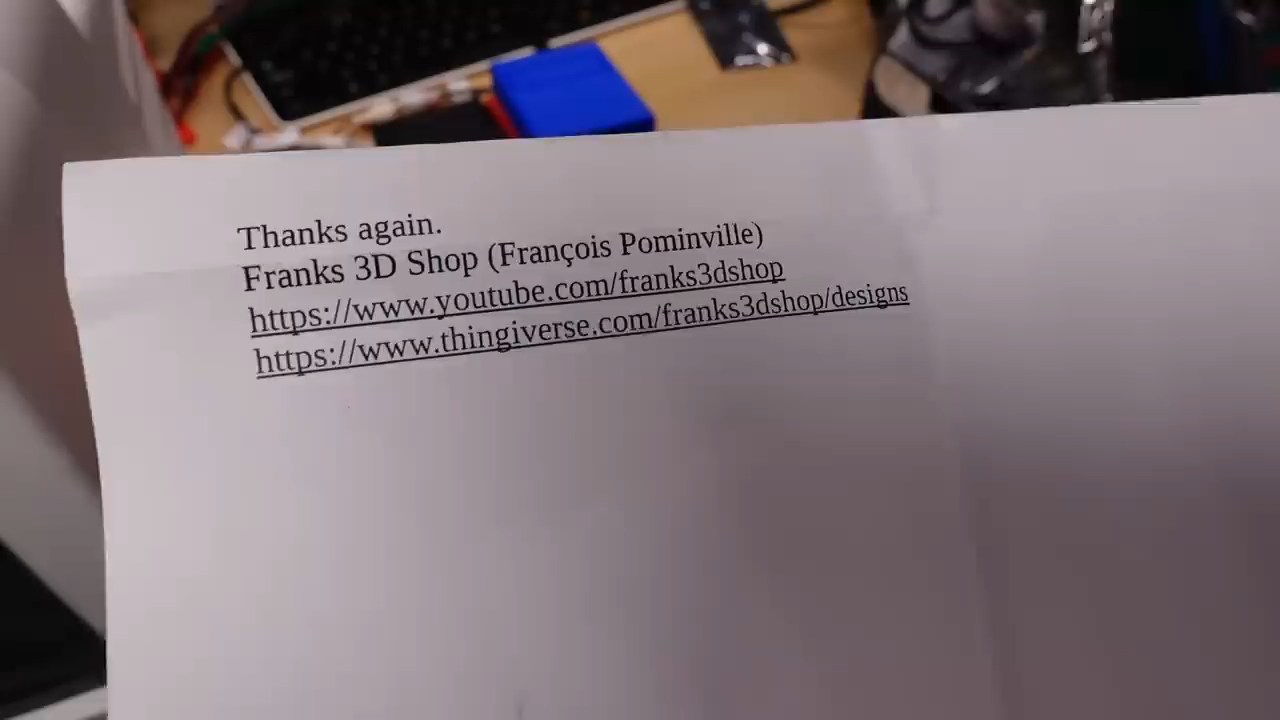 Thanks again.
Franks 3D Shop (François Pominville)
https://www.youtube.com/franks3dshop
https://www.thingiverse.com/franks3dshop/designs